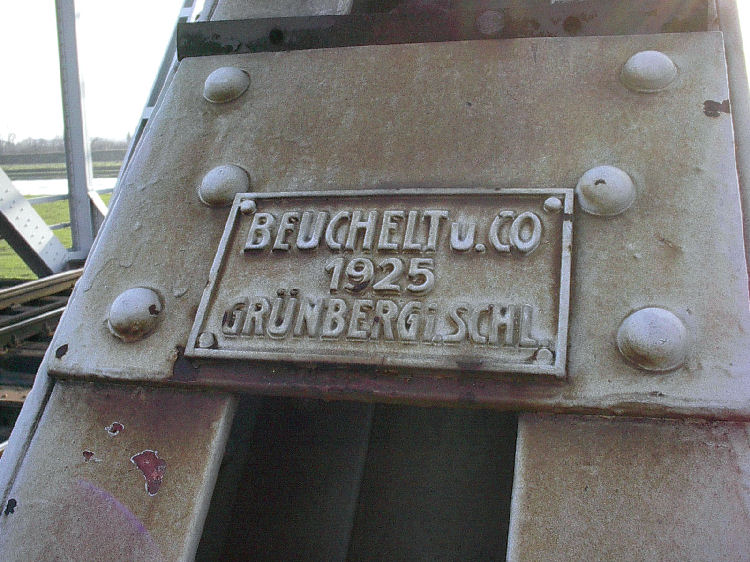 BEUCHELT u. CO
1925
GRÜNBERG i. SCHL.